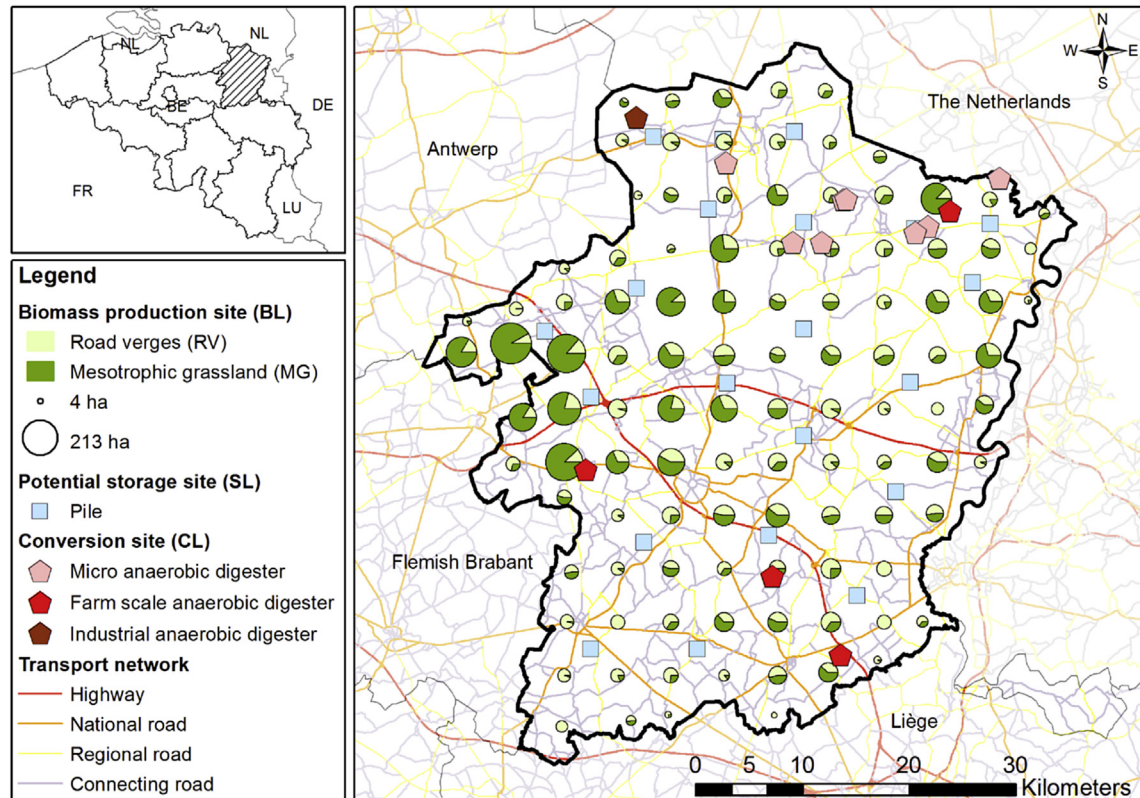 NL
NL
BE
DE
FR
LU
Legend
Biomass production site (BL)
Road verges (RV)
Mesotrophic grassland (MG)
4 ha
213 ha
Potential storage site (SL)
Pile
Conversion site (CL)
Micro anaerobic digester
Farm scale anaerobic digester
Industrial anaerobic digester
Transport network
Highway
National road
Regional road
Connecting road
N
W E
S
The Netherlands
Antwerp
Flemish Brabant
Liège
0 10 20 30
Kilometers